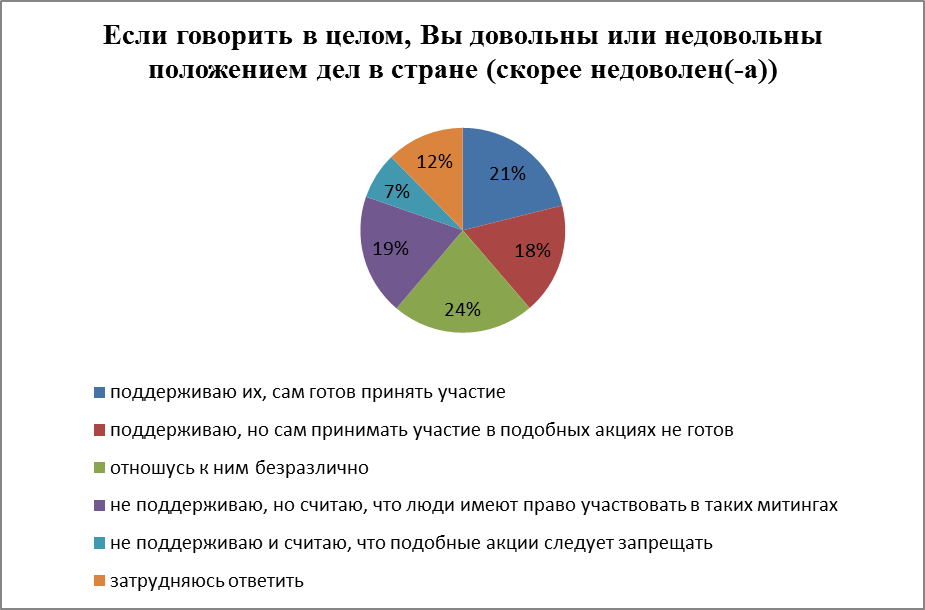 Если говорить в целом, Вы довольны или недовольны
положением дел в стране (скорее недоволен(-а))
21%
18%
24%
19%
7%
12%
поддерживаю их, сам готов принять участие
поддерживаю, но сам принимать участие в подобных акциях не готов
отношусь к ним безразлично
не поддерживаю, но считаю, что люди имеют право участвовать в таких митингах
не поддерживаю и считаю, что подобные акции следует запрещать
затрудняюсь ответить